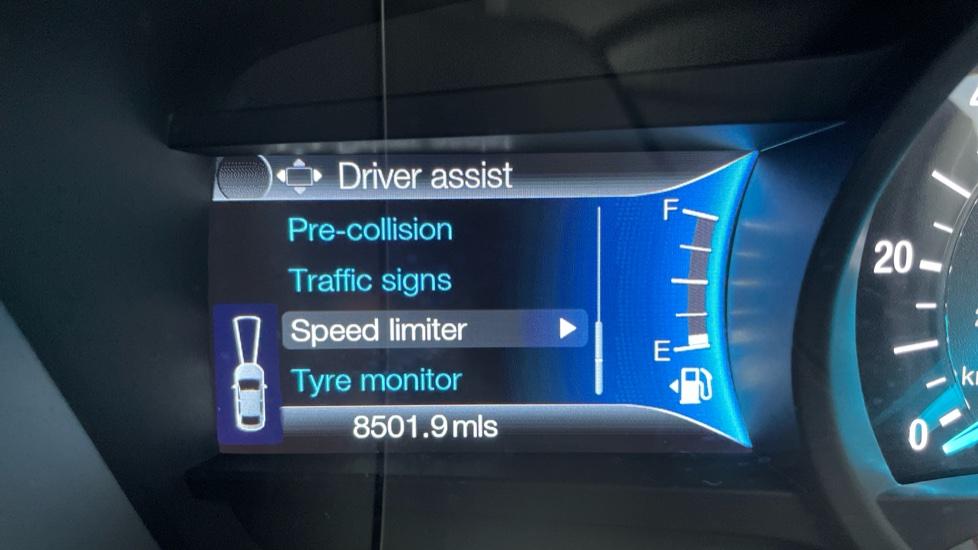 Driver assist
Pre-collision
Traffic signs
Speed limiter
Tyre monitor
8501.9 mls
F
E
20
0